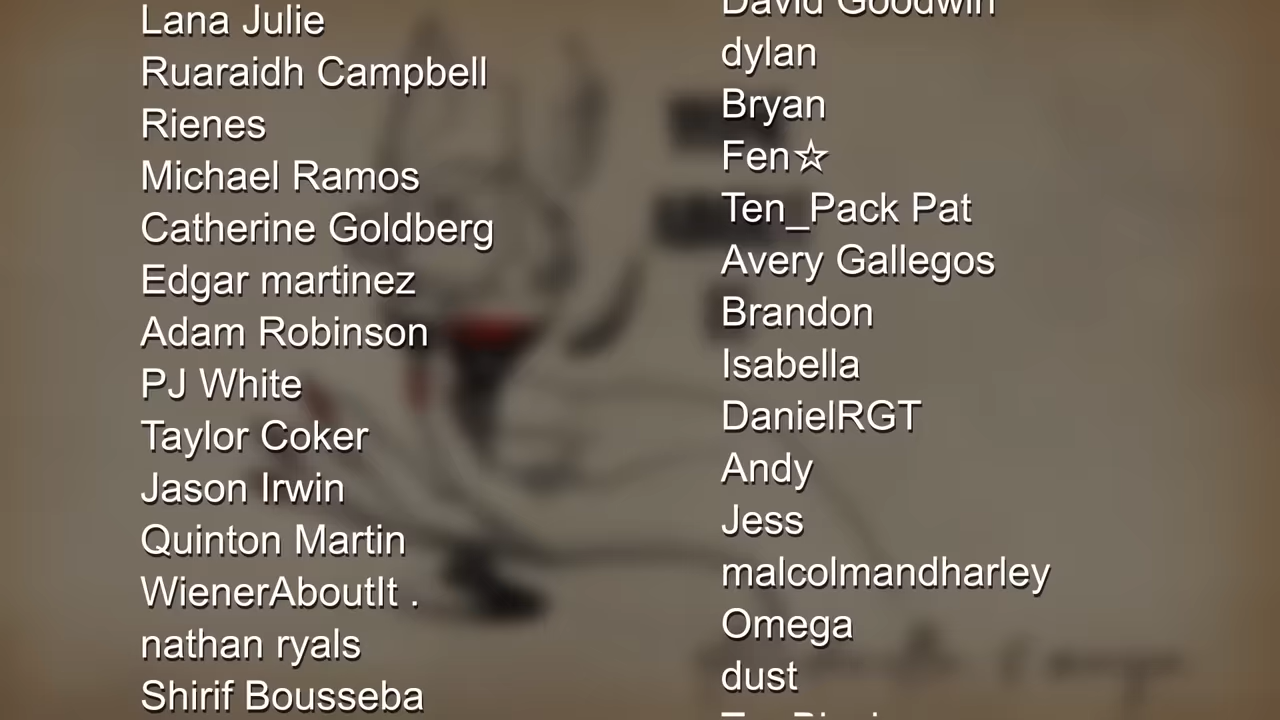 Lana Julie
Ruaraidh Campbell
Rienes
Michael Ramos
Catherine Goldberg
Edgar martinez
Adam Robinson
PJ White
Taylor Coker
Jason Irwin
Quinton Martin
WienerAboutIt .
nathan ryals
Shirif Bousseba
David Goodwin
dylan
Bryan
Fen☆
Ten_Pack Pat
Avery Gallegos
Brandon
Isabella
DanielRGT
Andy
Jess
malcolmandharley
Omega
dust